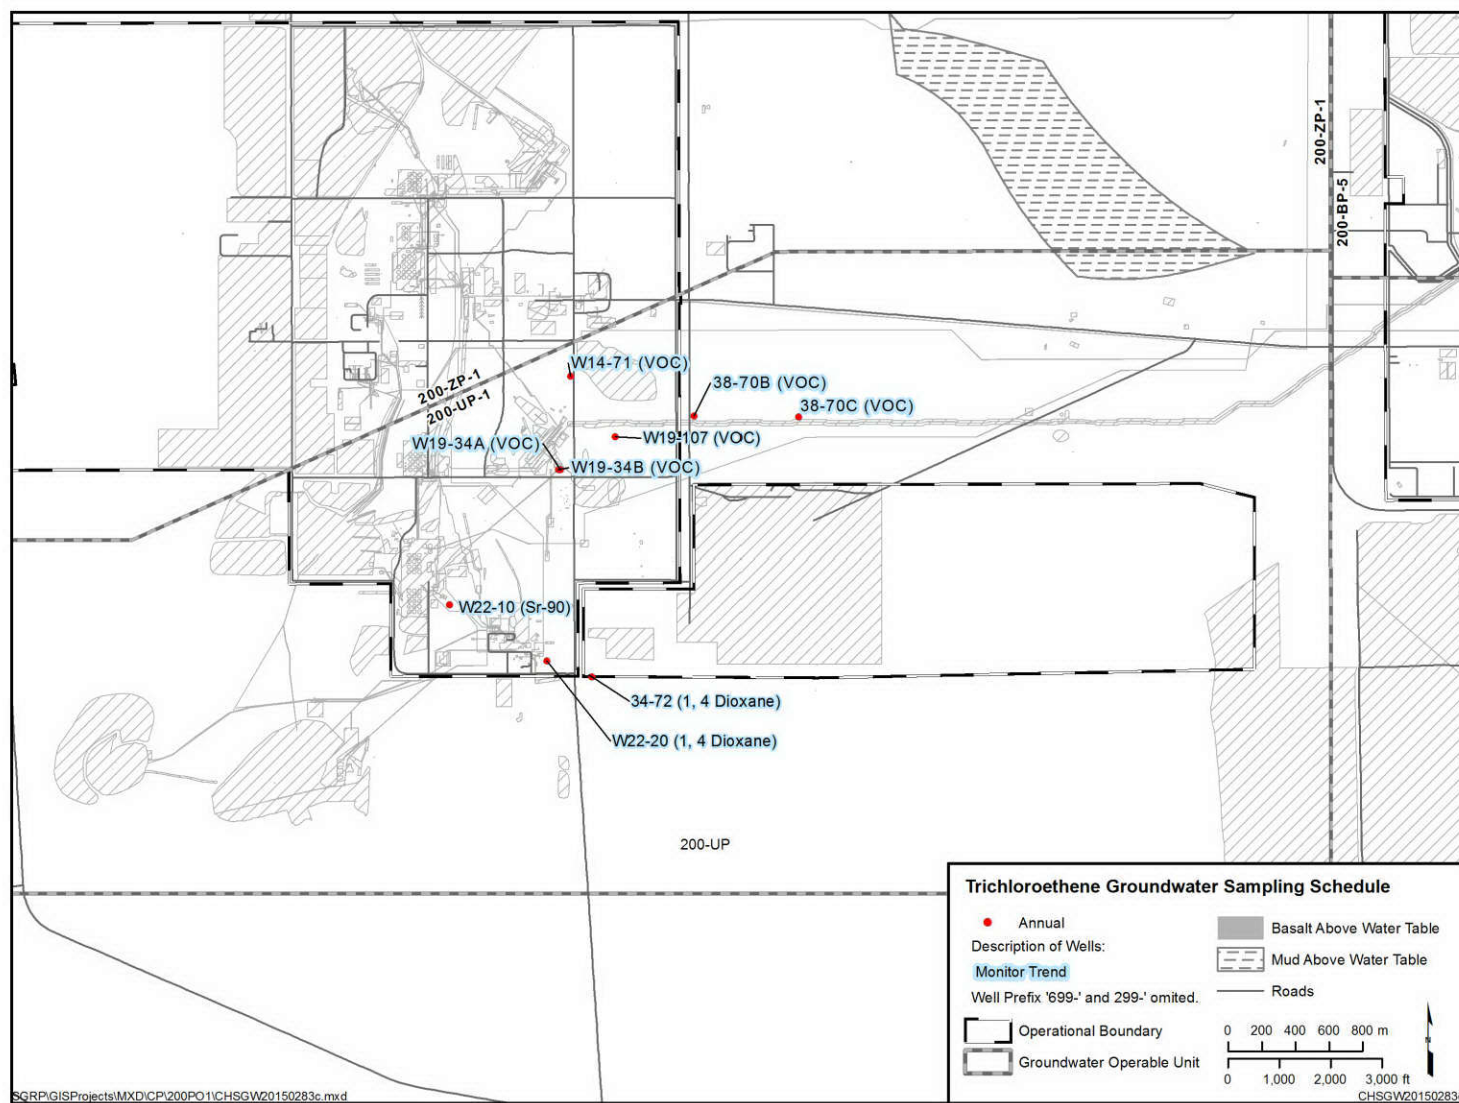 200-ZP-1
200-BP-5
W14-71 (VOC)
38-70B (VOC)
200-ZP-1
200-UP-1
38-70C (VOC)
W19-34A (VOC)
W19-107 (VOC)
W19-34B (VOC)
W22-10 (Sr-90)
34-72 (1, 4 Dioxane)
W22-20 (1, 4 Dioxane)
200-UP
Trichloroethene Groundwater Sampling Schedule
Annual
Description of Wells:
Monitor Trend
Well Prefix '699-' and 299-' omited.
Operational Boundary
Groundwater Operable Unit
Basalt Above Water Table
Mud Above Water Table
Roads
0 200 400 600 800 m
0 1,000 2,000 3,000 ft
SGRP\GISProjects\MXD\CP\200PO1\CHSGW20150283c.mxd
CHSGW20150283c